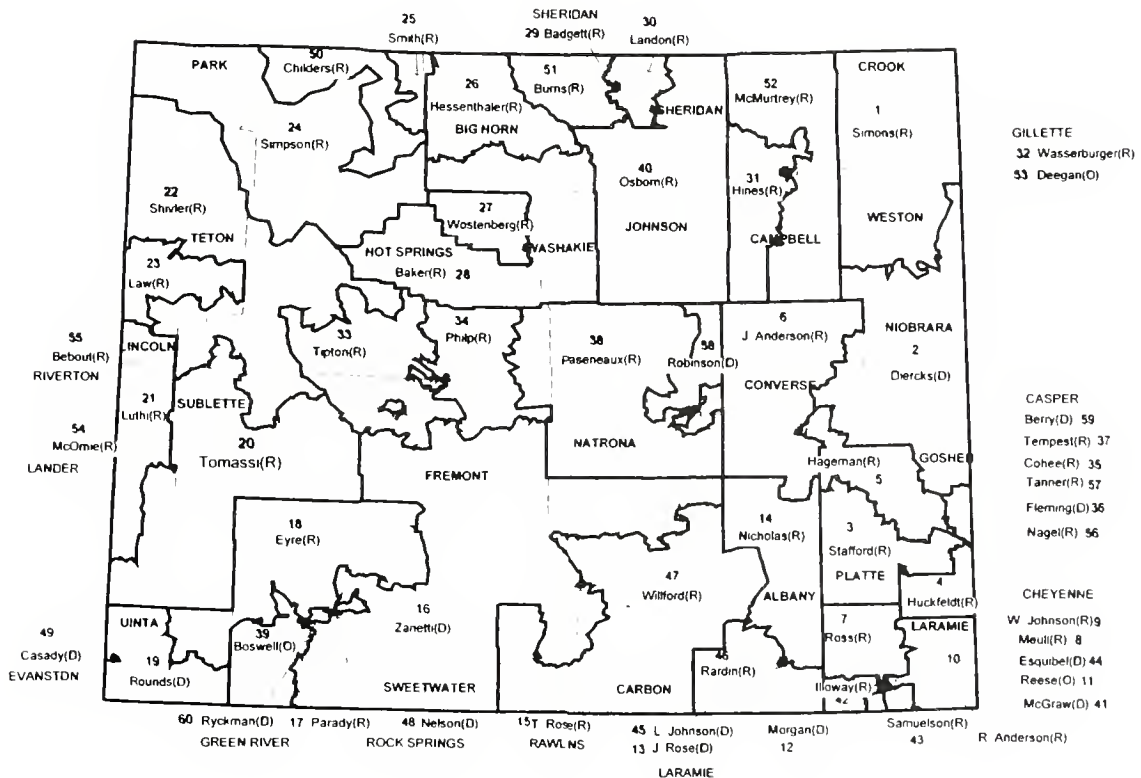 25
Smith(R)
SHERIDAN
29 Badgett(R)
30
Landon(R)
PARK
50
Childers(R)
26
Hessenthaler(R)
BIG HORN
51
Burns(R)
SHERIDAN
52
McMurtrey(R)
CROOK
1
Simons(R)
24
Simpson(R)
GILLETTE
32 Wasserburger(R)
53 Deegan(O)
22
Shivler(R)
TETON
40
Osborn(R)
JOHNSON
31
Hines(R)
CAMPBELL
WESTON
27
Wostenberg(R)
WASHAKIE
HOT SPRINGS
Baker(R) 28
23
Law(R)
55
Bebout(R)
RIVERTON
LINCOLN
33
Tipton(R)
34
Philp(R)
38
Paseneaux(R)
58
Robinson(D)
6
J Anderson(R)
CONVERSE
NIOBRARA
2
Diercks(D)
21
Luthi(R)
SUBLETTE
54
McOmie(R)
LANDER
20
Tomassi(R)
FREMONT
NATRONA
Hageman(R)
5
GOSHEN
CASPER
Berry(D) 59
Tempest(R) 37
Cohee(R) 35
Tanner(R) 57
Fleming(D) 36
Nagel(R) 56
18
Eyre(R)
14
Nicholas(R)
3
Stafford(R)
PLATTE
47
Willford(R)
ALBANY
4
Huckfeldt(R)
16
Zanetti(D)
UINTA
39
Boswell(O)
7
Ross(R)
LARAMIE
10
CHEYENNE
W Johnson(R)9
Meuli(R) 8
Esquibel(D) 44
Reese(O) 11
McGraw(D) 41
49
Casady(D)
EVANSTON
19
Rounds(D)
SWEETWATER
CARBON
46
Rardin(R)
Illoway(R)
42
60 Ryckman(D)
GREEN RIVER
17 Parady(R)
48 Nelson(D)
ROCK SPRINGS
15T Rose(R)
RAWLNS
45 L Johnson(D)
13 J Rose(D)
LARAMIE
Morgan(D)
12
Samuelson(R)
43
R Anderson(R)